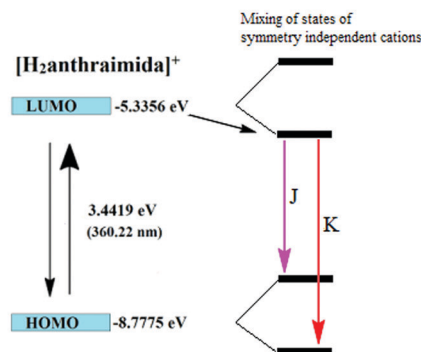 Mixing of states of
symmetry independent cations
[H₂anthraimida]⁺
LUMO -5.3356 eV
J
K
3.4419 eV
(360.22 nm)
HOMO -8.7775 eV